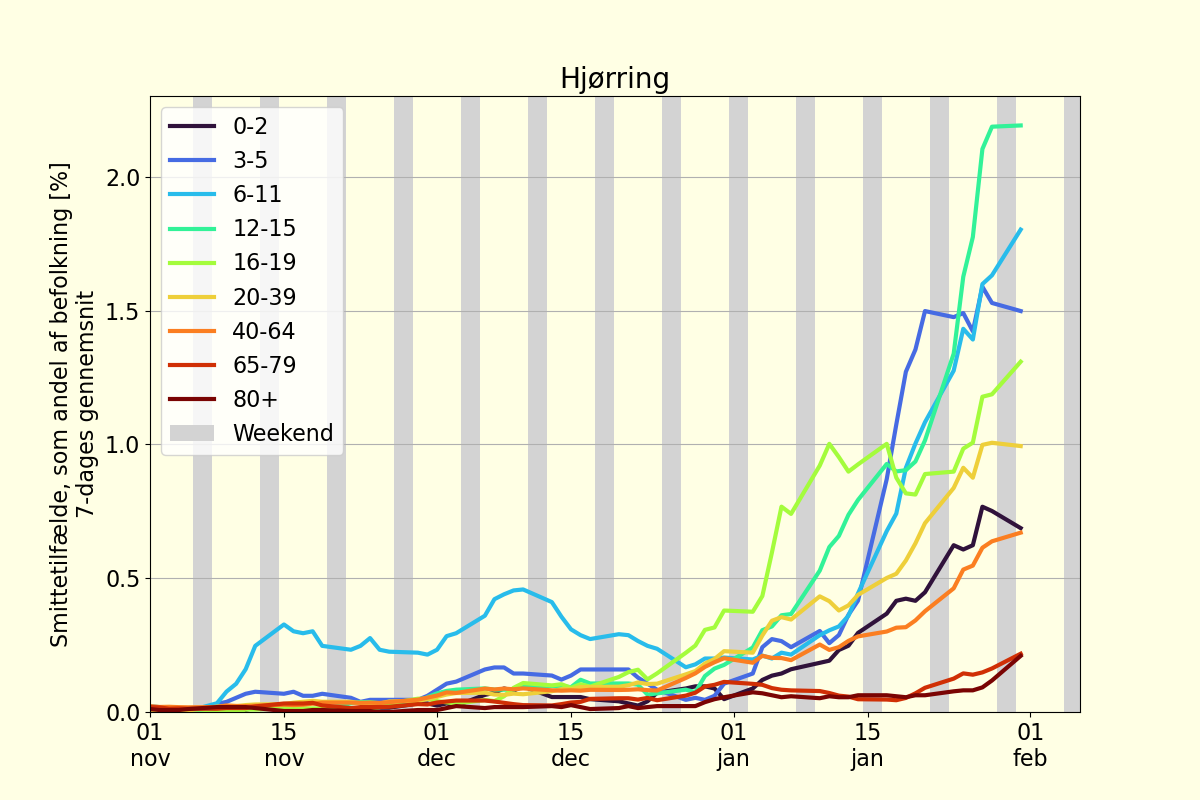 Hjørring
Smittetilfælde, som andel af befolkning [%]
7-dages gennemsnit
2.0
1.5
1.0
0.5
0.0
0-2
3-5
6-11
12-15
16-19
20-39
40-64
65-79
80+
Weekend
01 15 01 15 01 15 01
nov nov dec dec jan jan feb